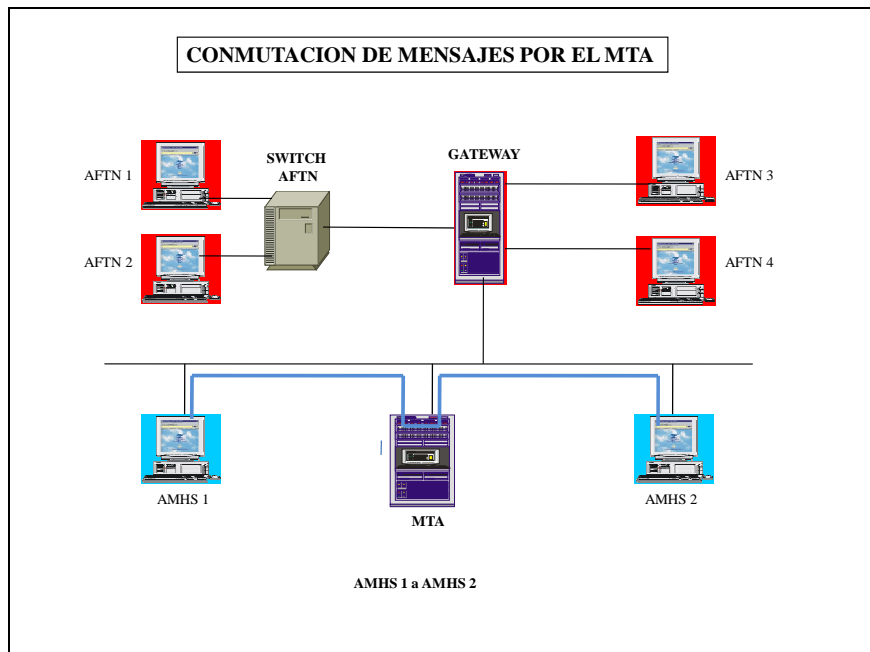 CONMUTACION DE MENSAJES POR EL MTA
AFTN 1
SWITCH
AFTN
GATEWAY
AFTN 3
AFTN 2
AFTN 4
AMHS 1
MTA
AMHS 2
AMHS 1 a AMHS 2